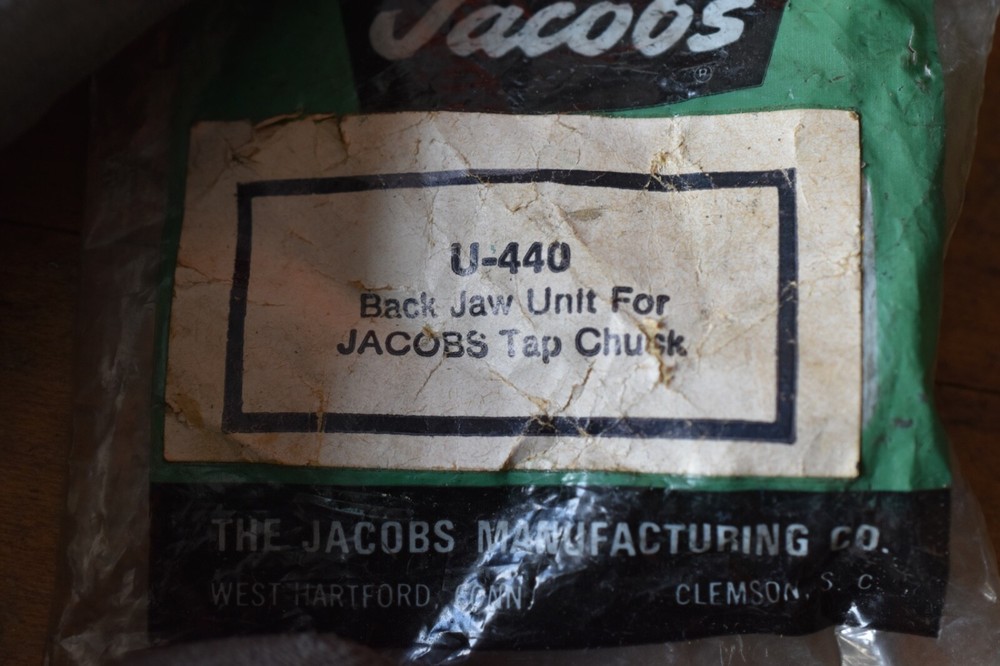 Jacobs
®
U-440
Back Jaw Unit For
JACOBS Tap Chuck
THE JACOBS MANUFACTURING CO.
WEST HARTFORD, CONN. CLEMSON, S. C.